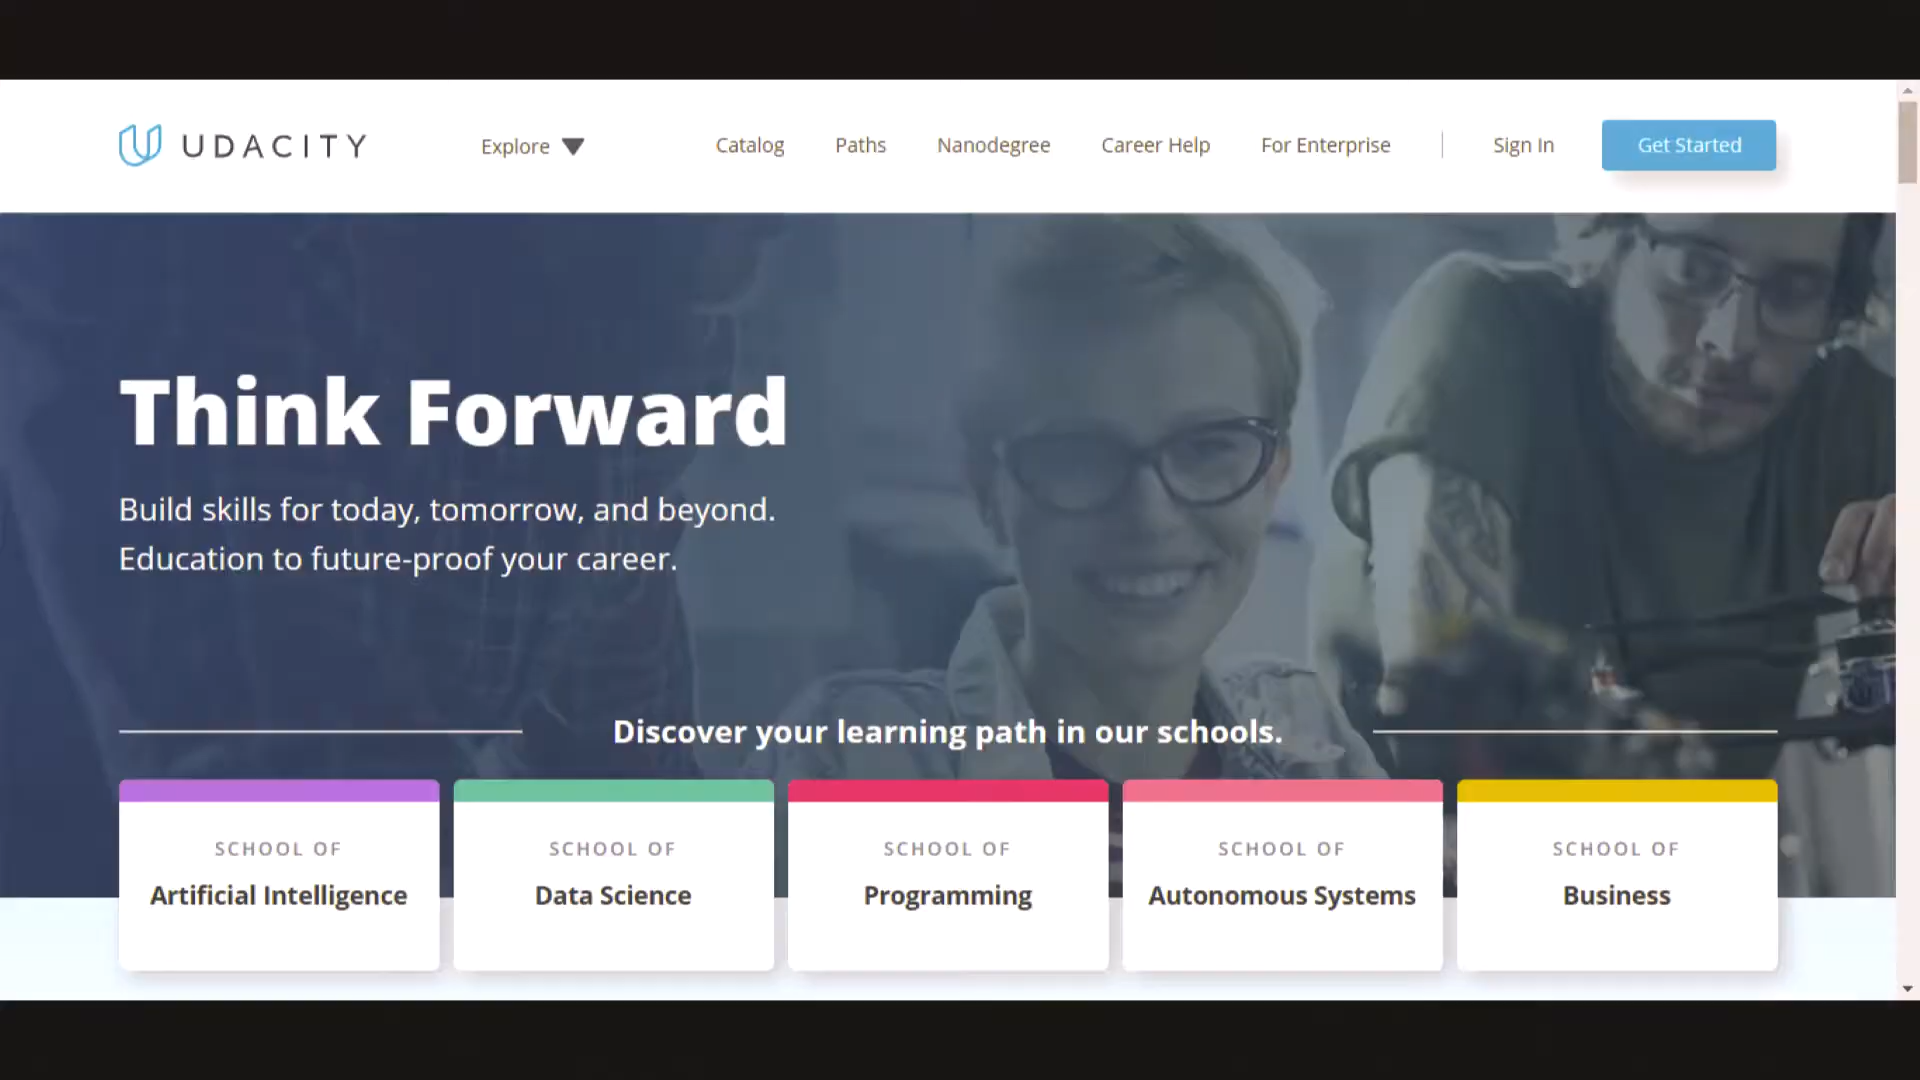 UDACITY
Explore
Catalog
Paths
Nanodegree
Career Help
For Enterprise
Sign In
Get Started
Think Forward
Build skills for today, tomorrow, and beyond.
Education to future-proof your career.
Discover your learning path in our schools.
SCHOOL OF
Artificial Intelligence
SCHOOL OF
Data Science
SCHOOL OF
Programming
SCHOOL OF
Autonomous Systems
SCHOOL OF
Business